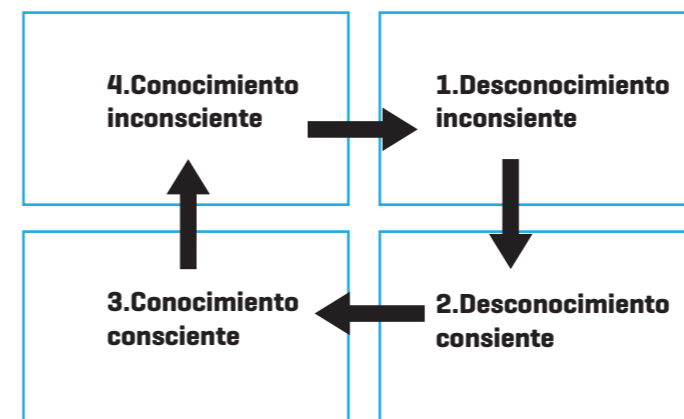 4.Conocimiento
inconsciente
1.Desconocimiento
inconsiente
3.Conocimiento
consciente
2.Desconocimiento
consiente